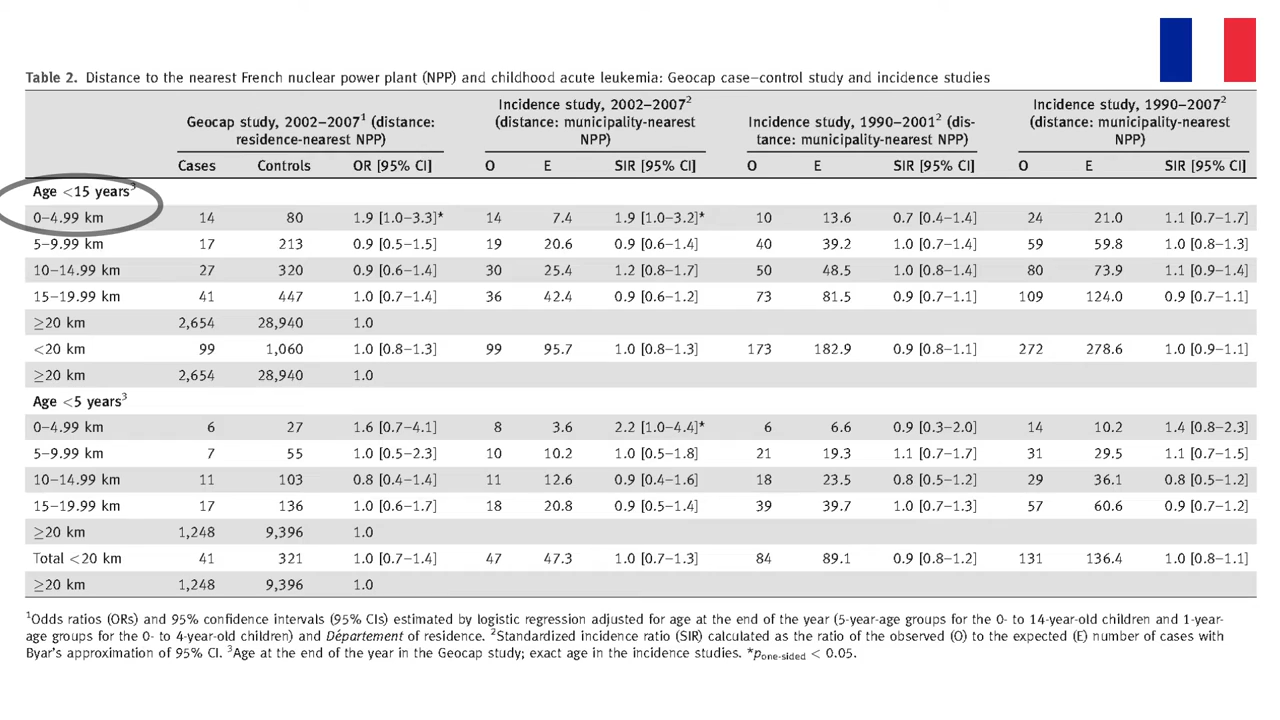 Table 2. Distance to the nearest French nuclear power plant (NPP) and childhood acute leukemia: Geocap case–control study and incidence studies
Geocap study, 2002–2007¹ (distance: residence-nearest NPP) Incidence study, 2002–2007² (distance: municipality-nearest NPP) Incidence study, 1990–2001² (dis-tance: municipality-nearest NPP) Incidence study, 1990–2007² (distance: municipality-nearest NPP)
Cases Controls OR [95% CI] O E SIR [95% CI] O E SIR [95% CI] O E SIR [95% CI]
Age <15 years³
0–4.99 km 14 80 1.9 [1.0–3.3]* 14 7.4 1.9 [1.0–3.2]* 10 13.6 0.7 [0.4–1.4] 24 21.0 1.1 [0.7–1.7]
5–9.99 km 17 213 0.9 [0.5–1.5] 19 20.6 0.9 [0.6–1.4] 40 39.2 1.0 [0.7–1.4] 59 59.8 1.0 [0.8–1.3]
10–14.99 km 27 320 0.9 [0.6–1.4] 30 25.4 1.2 [0.8–1.7] 50 48.5 1.0 [0.8–1.4] 80 73.9 1.1 [0.9–1.4]
15–19.99 km 41 447 1.0 [0.7–1.4] 36 42.4 0.9 [0.6–1.2] 73 81.5 0.9 [0.7–1.1] 109 124.0 0.9 [0.7–1.1]
≥20 km 2,654 28,940 1.0
<20 km 99 1,060 1.0 [0.8–1.3] 99 95.7 1.0 [0.8–1.3] 173 182.9 0.9 [0.8–1.1] 272 278.6 1.0 [0.9–1.1]
≥20 km 2,654 28,940 1.0
Age <5 years³
0–4.99 km 6 27 1.6 [0.7–4.1] 8 3.6 2.2 [1.0–4.4]* 6 6.6 0.9 [0.3–2.0] 14 10.2 1.4 [0.8–2.3]
5–9.99 km 7 55 1.0 [0.5–2.3] 10 10.2 1.0 [0.5–1.8] 21 19.3 1.1 [0.7–1.7] 31 29.5 1.1 [0.7–1.5]
10–14.99 km 11 103 0.8 [0.4–1.4] 11 12.6 0.9 [0.4–1.6] 18 23.5 0.8 [0.5–1.2] 29 36.1 0.8 [0.5–1.2]
15–19.99 km 17 136 1.0 [0.6–1.7] 18 20.8 0.9 [0.5–1.4] 39 39.7 1.0 [0.7–1.3] 57 60.6 0.9 [0.7–1.2]
≥20 km 1,248 9,396 1.0
Total <20 km 41 321 1.0 [0.7–1.4] 47 47.3 1.0 [0.7–1.3] 84 89.1 0.9 [0.8–1.2] 131 136.4 1.0 [0.8–1.1]
≥20 km 1,248 9,396 1.0
¹Odds ratios (ORs) and 95% confidence intervals (95% CIs) estimated by logistic regression adjusted for age at the end of the year (5-year-age groups for the 0- to 14-year-old children and 1-year-
age groups for the 0- to 4-year-old children) and Département of residence. ²Standardized incidence ratio (SIR) calculated as the ratio of the observed (O) to the expected (E) number of cases with
Byar's approximation of 95% CI. ³Age at the end of the year in the Geocap study; exact age in the incidence studies. *p one-sided < 0.05.